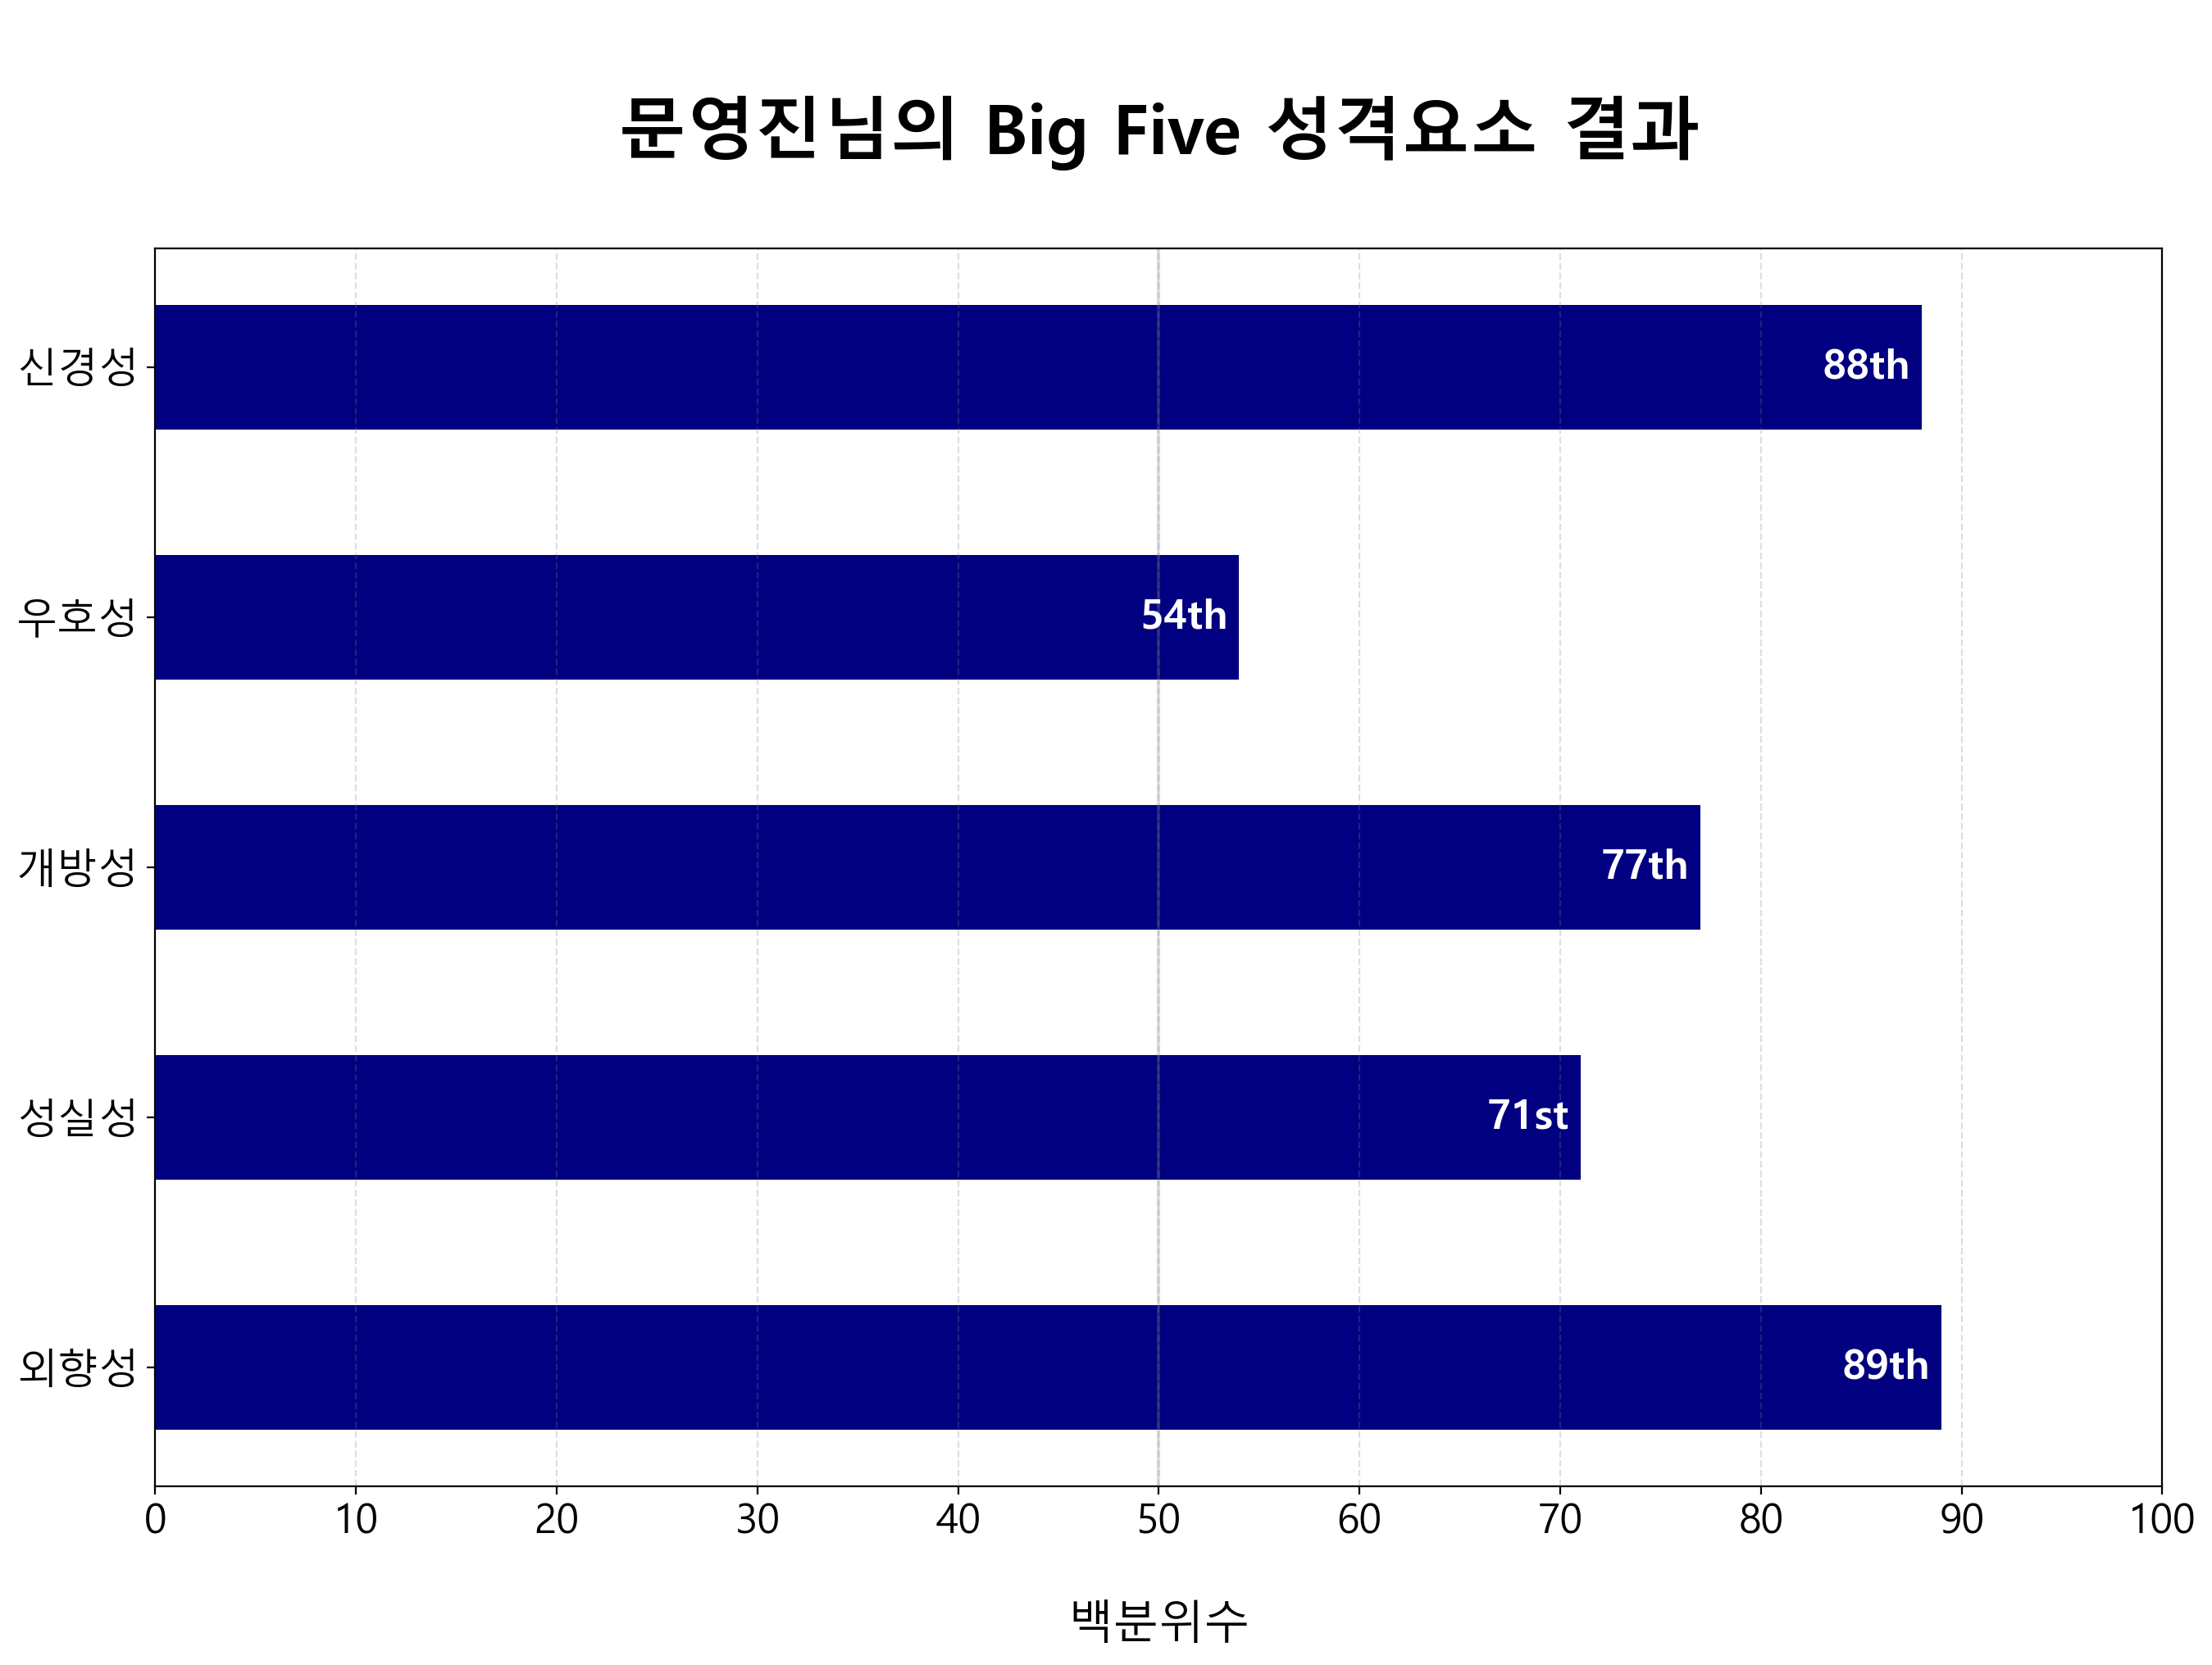 문영진님의 Big Five 성격요소 결과
신경성 88th
우호성 54th
개방성 77th
성실성 71st
외향성 89th
0 10 20 30 40 50 60 70 80 90 100
백분위수